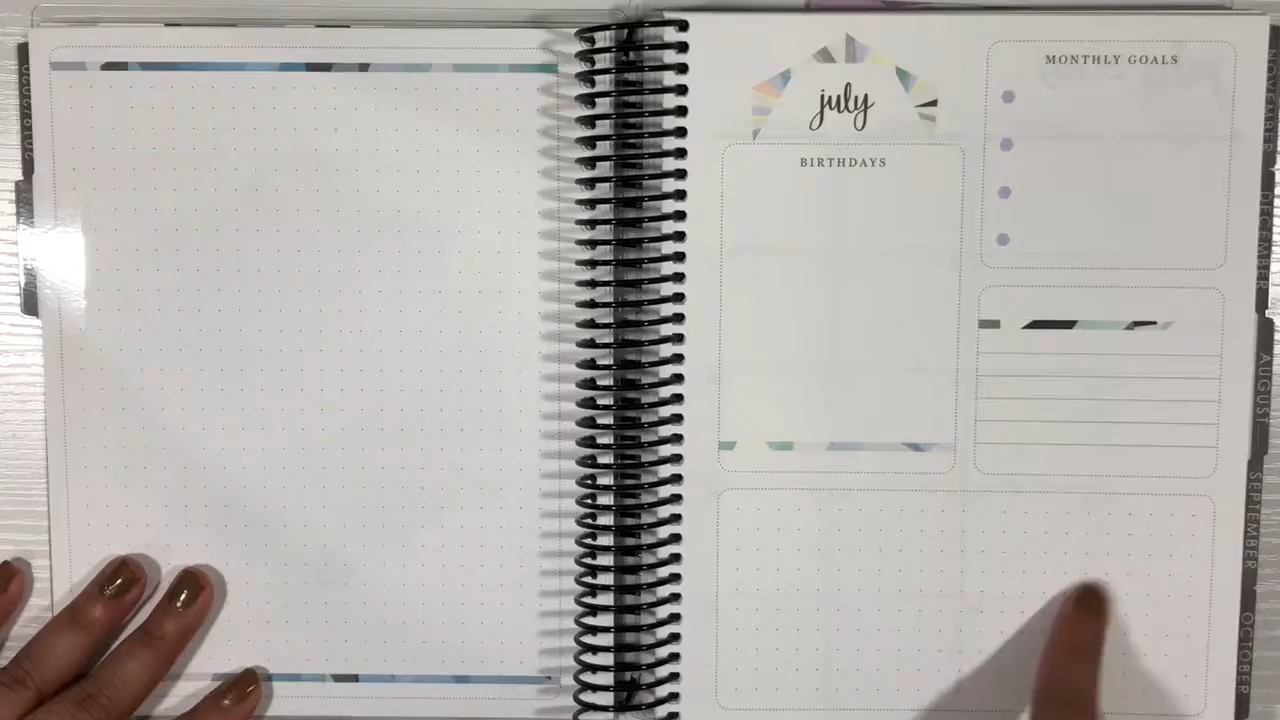 july
BIRTHDAYS
MONTHLY GOALS
NOVEMBER
DECEMBER
AUGUST
SEPTEMBER
OCTOBER